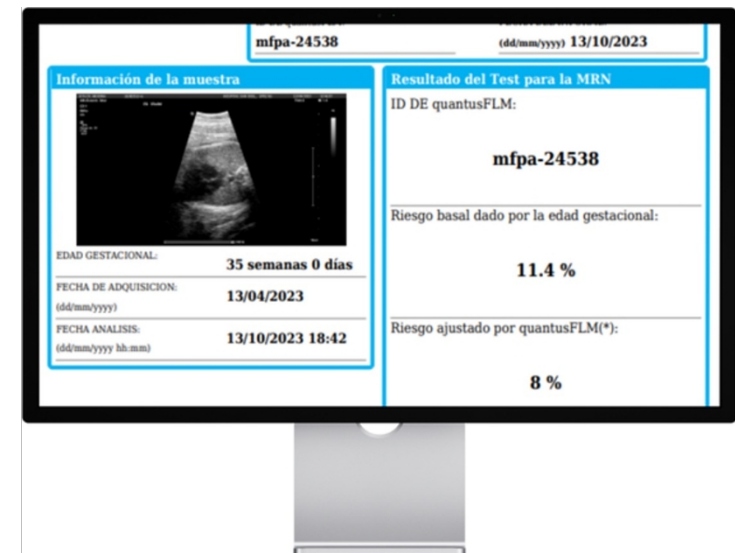 mfpa-24538
(dd/mm/yyyy) 13/10/2023
Información de la muestra
EDAD GESTACIONAL:
35 semanas 0 días
FECHA DE ADQUISICION:
(dd/mm/yyyy)
13/04/2023
FECHA ANALISIS:
(dd/mm/yyyy hh:mm)
13/10/2023 18:42
Resultado del Test para la MRN
ID DE quantusFLM:
mfpa-24538
Riesgo basal dado por la edad gestacional:
11.4 %
Riesgo ajustado por quantusFLM(*):
8 %